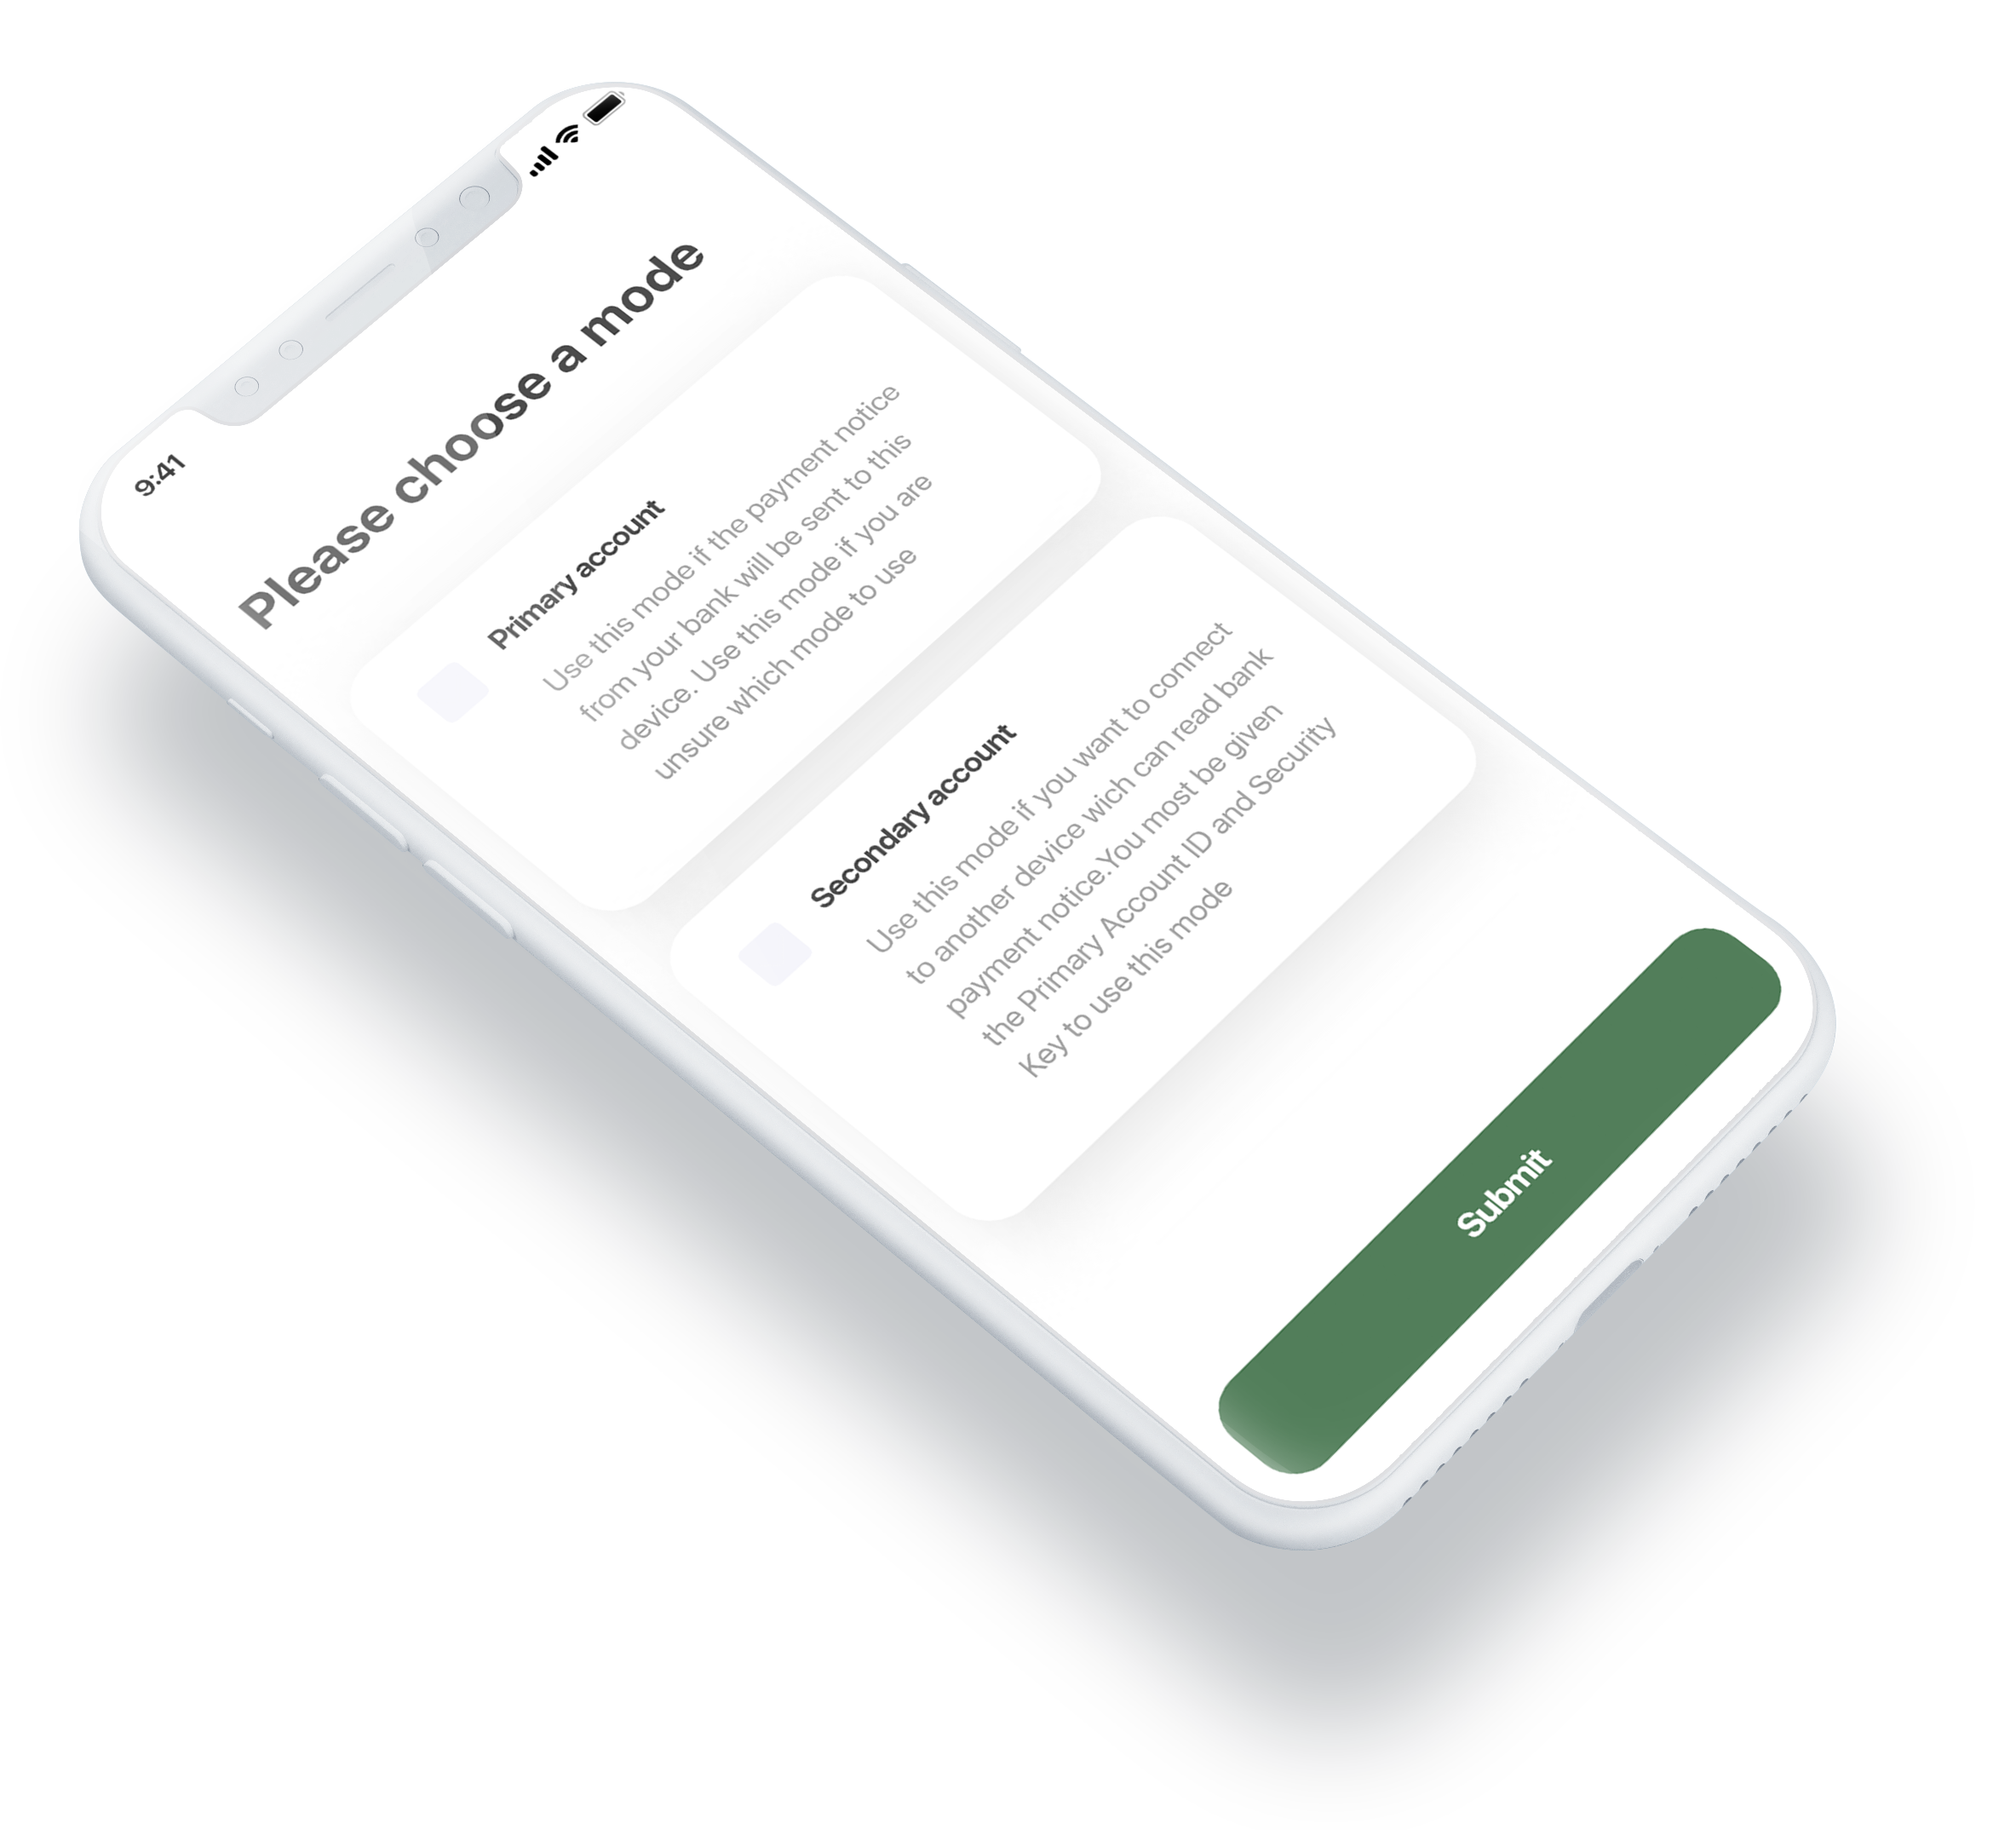 9:41
Please choose a mode
Primary account
Use this mode if the payment notice
from your bank will be sent to this
device. Use this mode if you are
unsure which mode to use
Secondary account
Use this mode if you want to connect
to another device wich can read bank
payment notice.You most be given
the Primary Account ID and Security
Key to use this mode
Submit